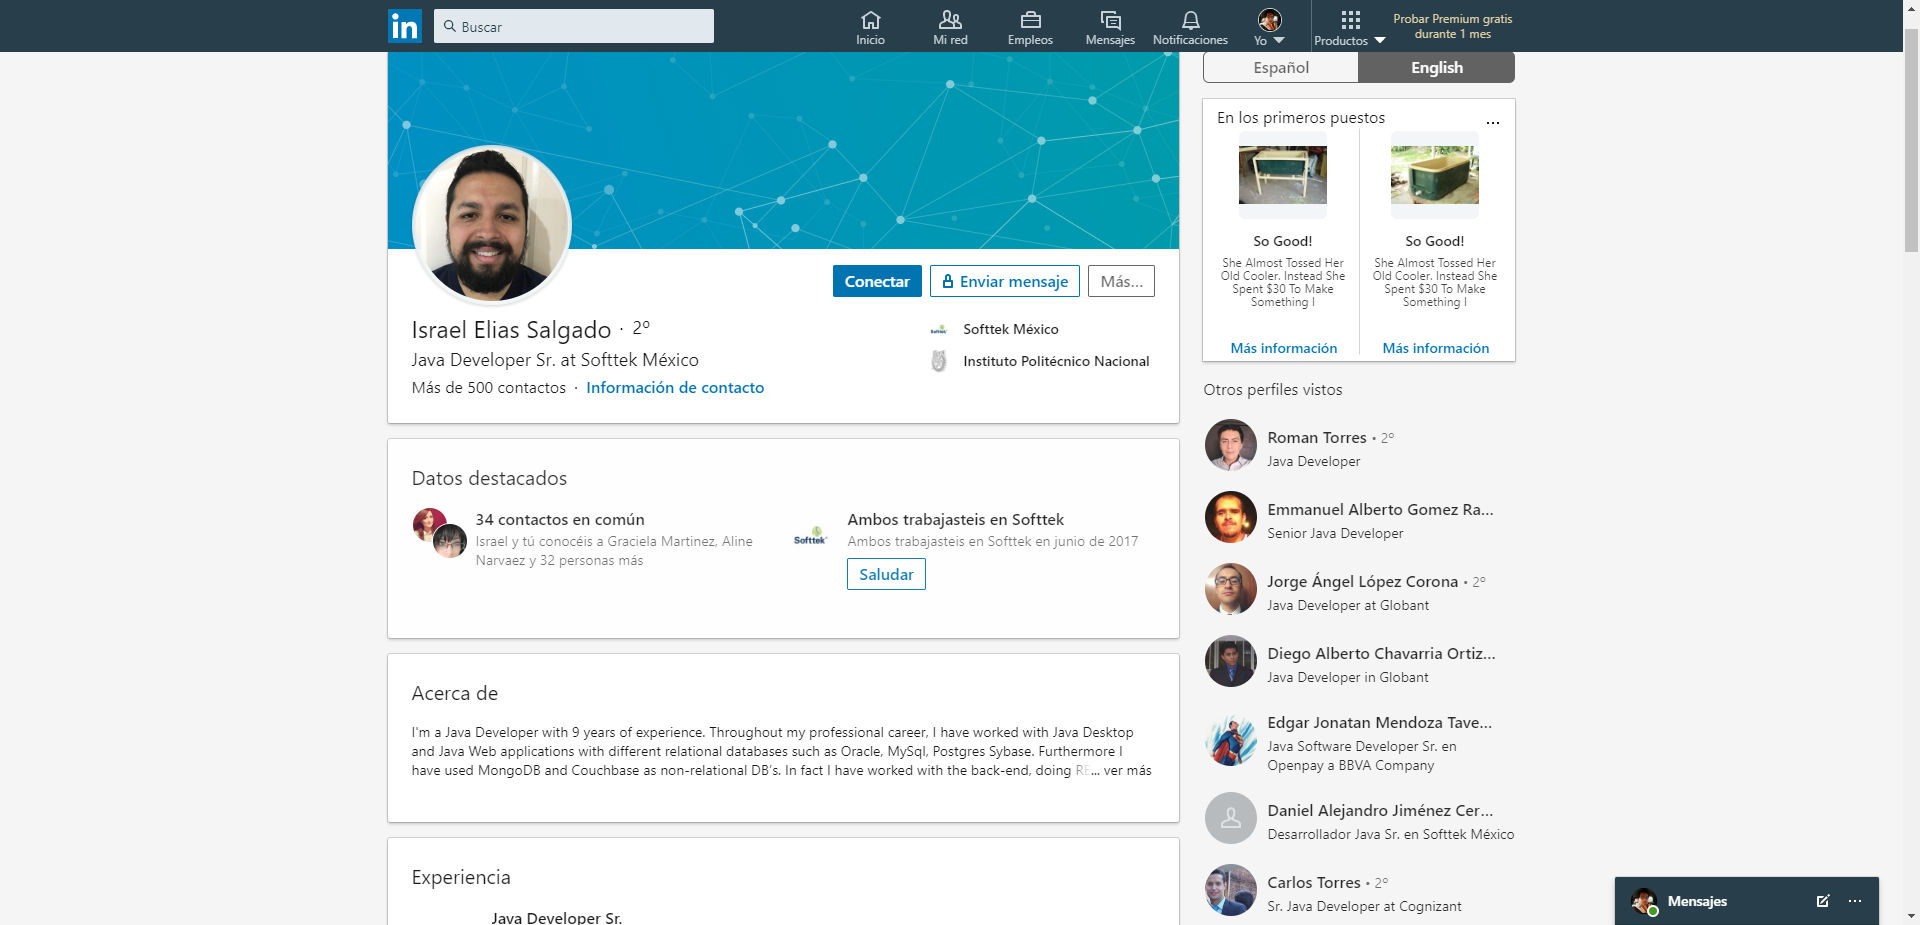 in
Buscar
Inicio
Mi red
Empleos
Mensajes
Notificaciones
Yo
Productos
Probar Premium gratis
durante 1 mes
Español
English
Conectar
Enviar mensaje
Más...
Israel Elias Salgado · 2º
Java Developer Sr. at Softtek México
Más de 500 contactos · Información de contacto
Softtek México
Instituto Politécnico Nacional
Datos destacados
34 contactos en común
Israel y tú conocéis a Graciela Martinez, Aline
Narvaez y 32 personas más
Softtek
Ambos trabajasteis en Softtek
Ambos trabajasteis en Softtek en junio de 2017
Saludar
Acerca de
I'm a Java Developer with 9 years of experience. Throughout my professional career, I have worked with Java Desktop
and Java Web applications with different relational databases such as Oracle, MySql, Postgres Sybase. Furthermore I
have used MongoDB and Couchbase as non-relational DB's. In fact I have worked with the back-end, doing RE... ver más
Experiencia
Java Developer Sr.
En los primeros puestos
...
So Good!
She Almost Tossed Her
Old Cooler. Instead She
Spent $30 To Make
Something I
Más información
So Good!
She Almost Tossed Her
Old Cooler. Instead She
Spent $30 To Make
Something I
Más información
Otros perfiles vistos
Roman Torres • 2º
Java Developer
Emmanuel Alberto Gomez Ra...
Senior Java Developer
Jorge Ángel López Corona • 2º
Java Developer at Globant
Diego Alberto Chavarria Ortiz...
Java Developer in Globant
Edgar Jonatan Mendoza Tave...
Java Software Developer Sr. en
Openpay a BBVA Company
Daniel Alejandro Jiménez Cer...
Desarrollador Java Sr. en Softtek México
Carlos Torres • 2º
Sr. Java Developer at Cognizant
Mensajes